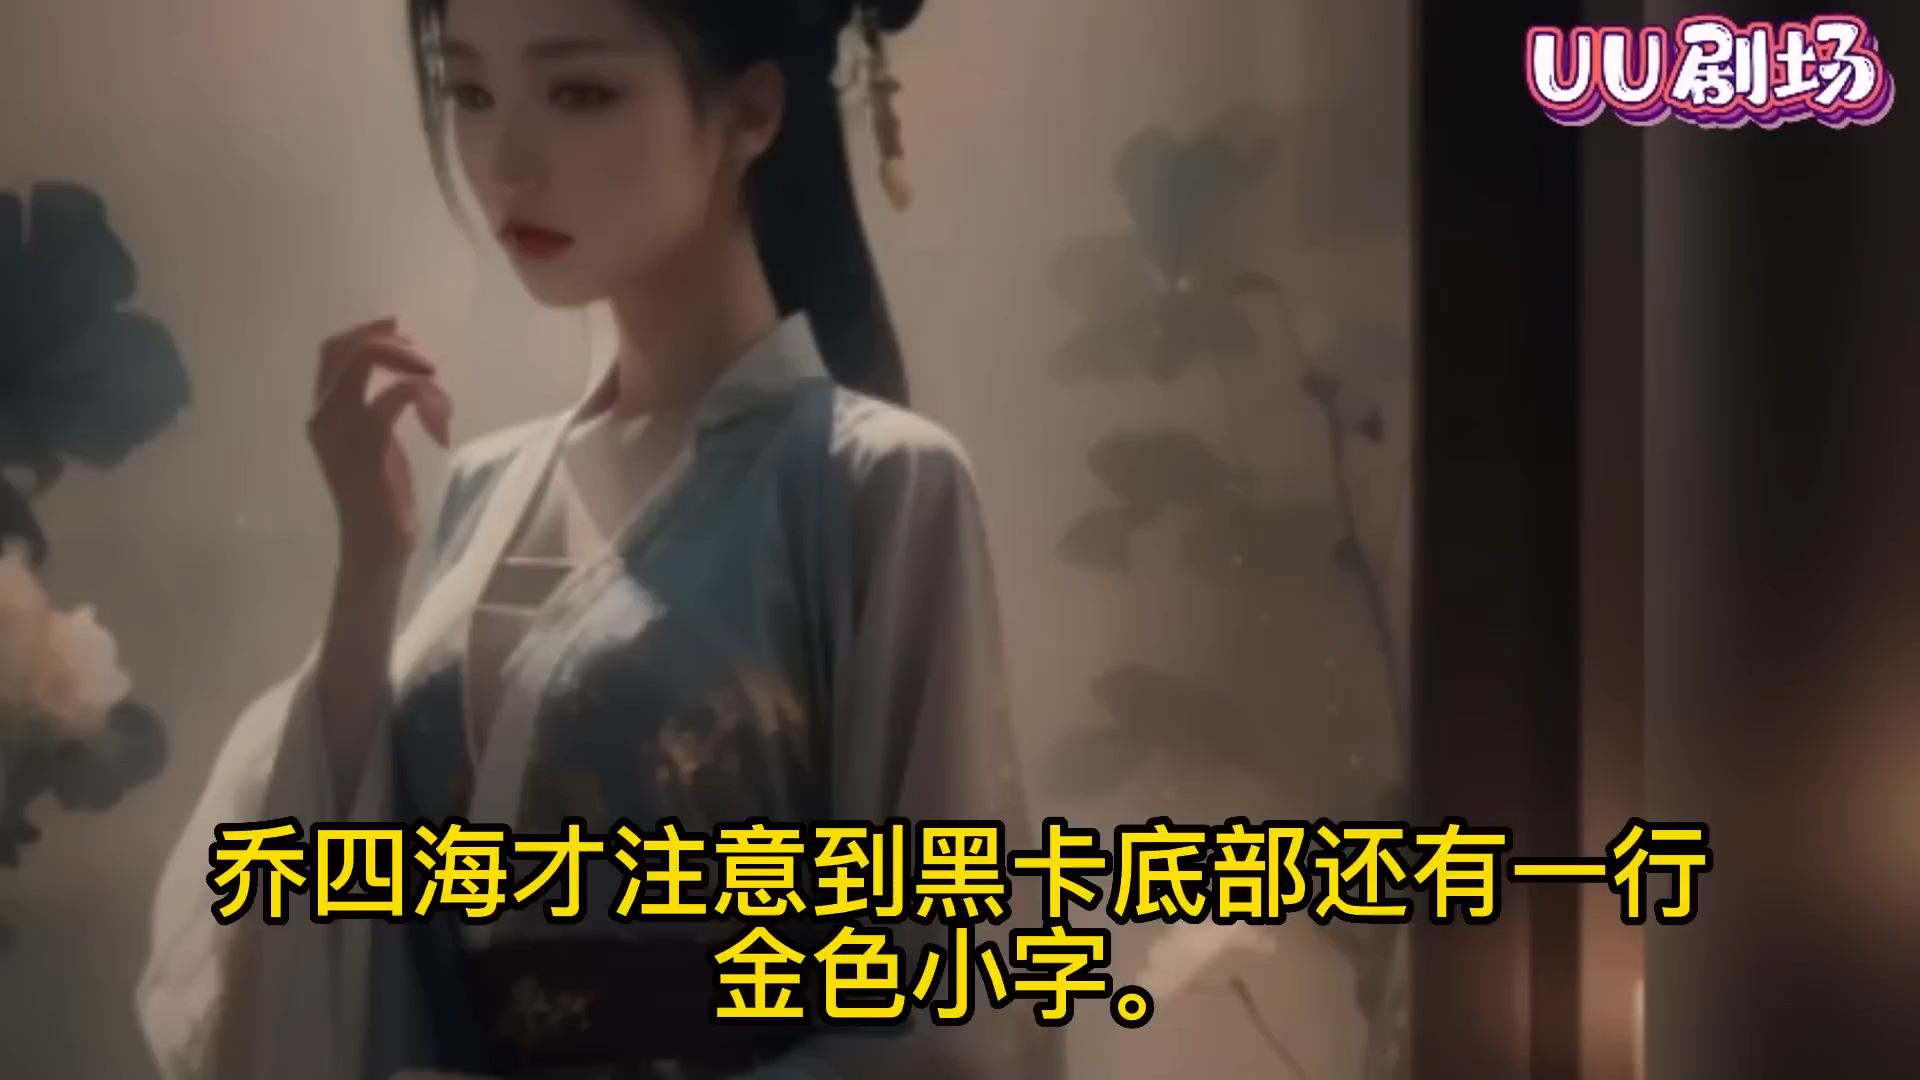 UU剧场
乔四海才注意到黑卡底部还有一行
金色小字。